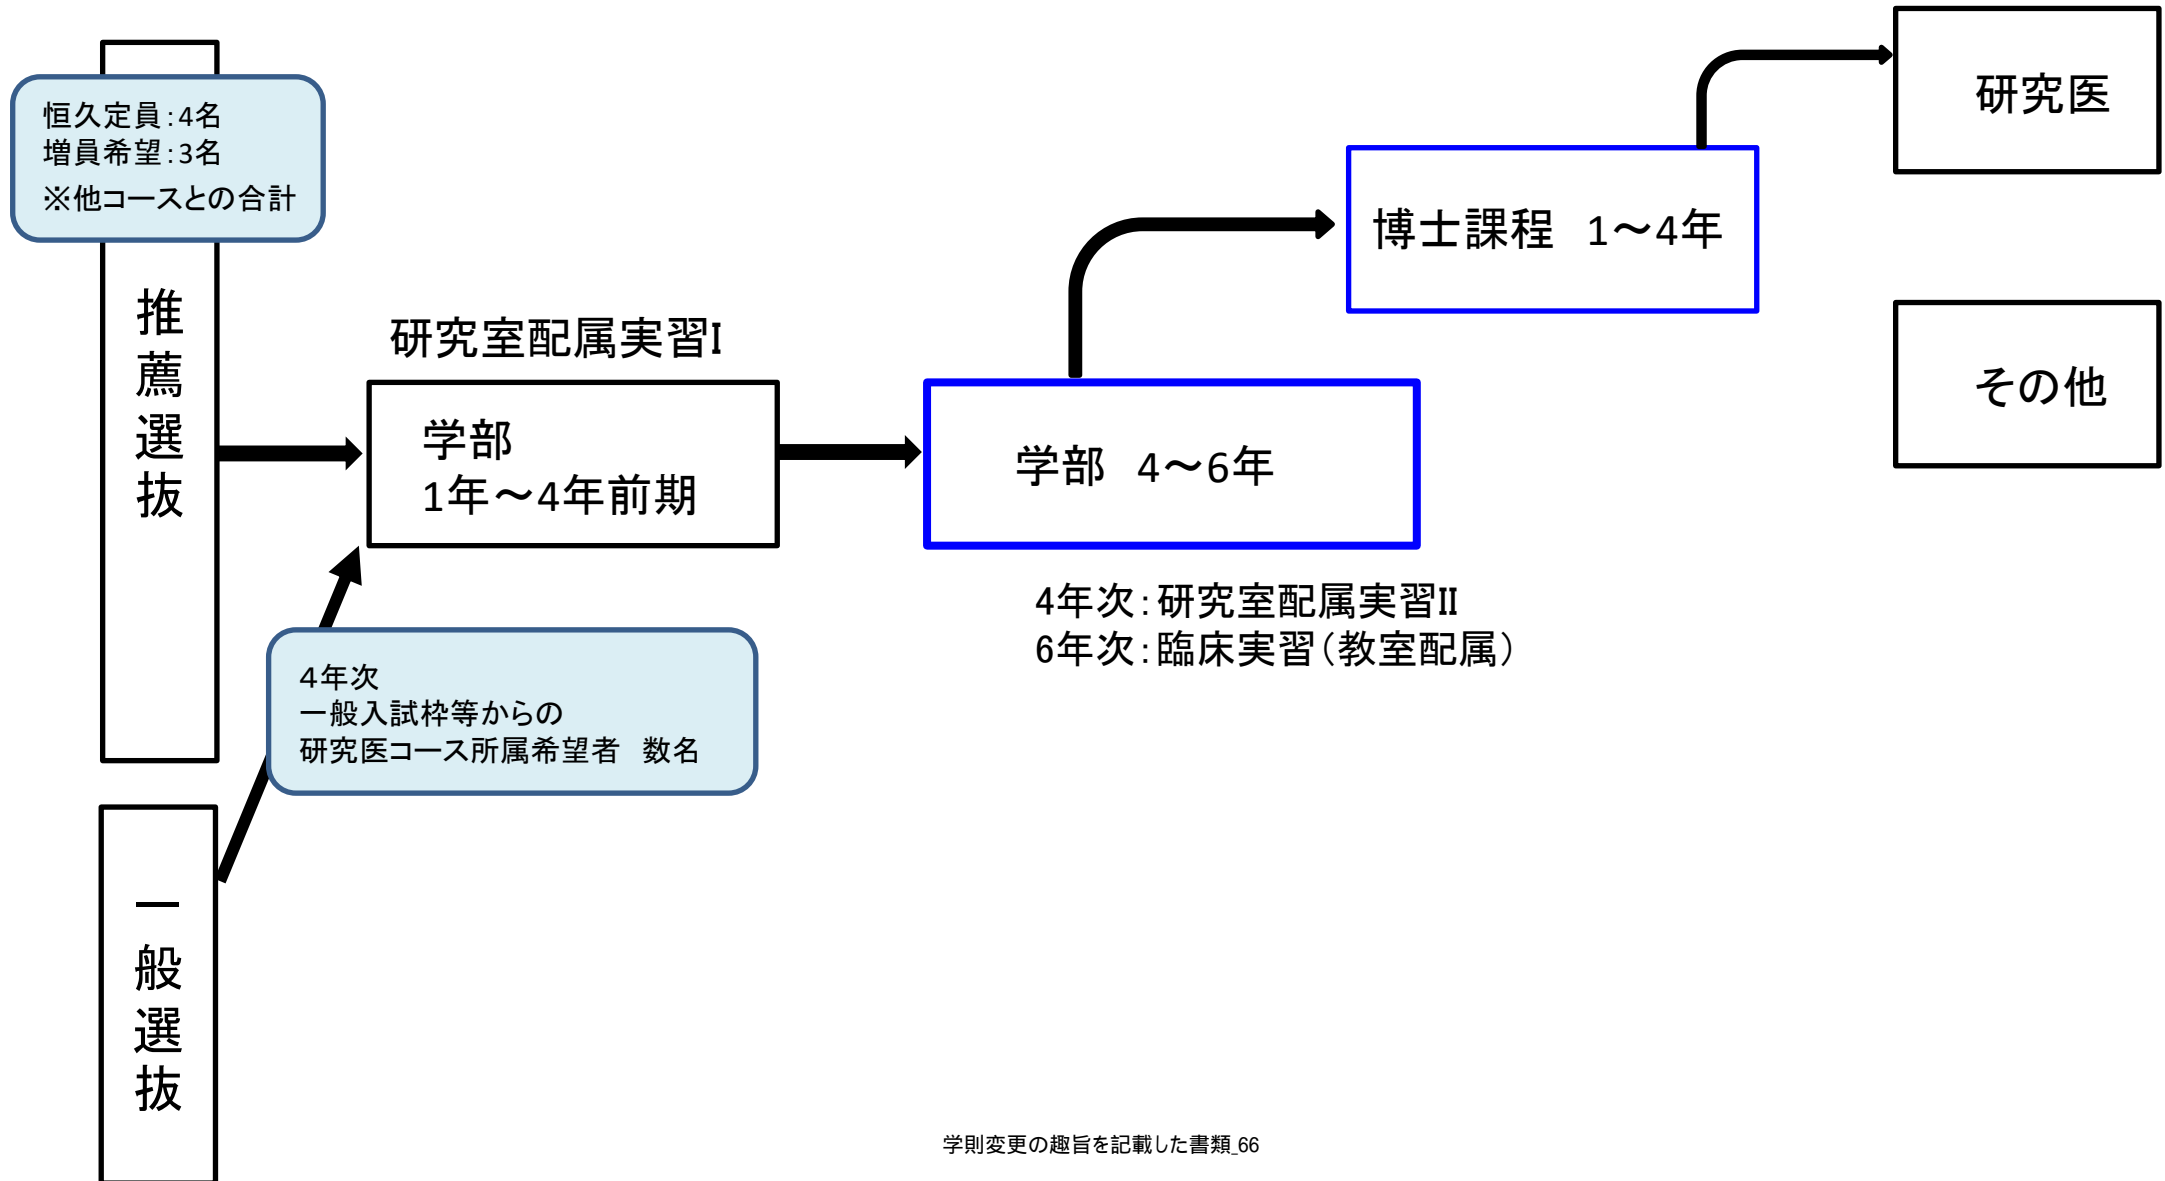 恒久定員：4名
増員希望：3名
※他コースとの合計
推薦選抜
研究室配属実習I
学部
1年～4年前期
学部　4～6年
4年次：研究室配属実習II
6年次：臨床実習（教室配属）
博士課程　1～4年
研究医
その他
４年次
一般入試枠等からの
研究医コース所属希望者　数名
一般選抜
学則変更の趣旨を記載した書類_66